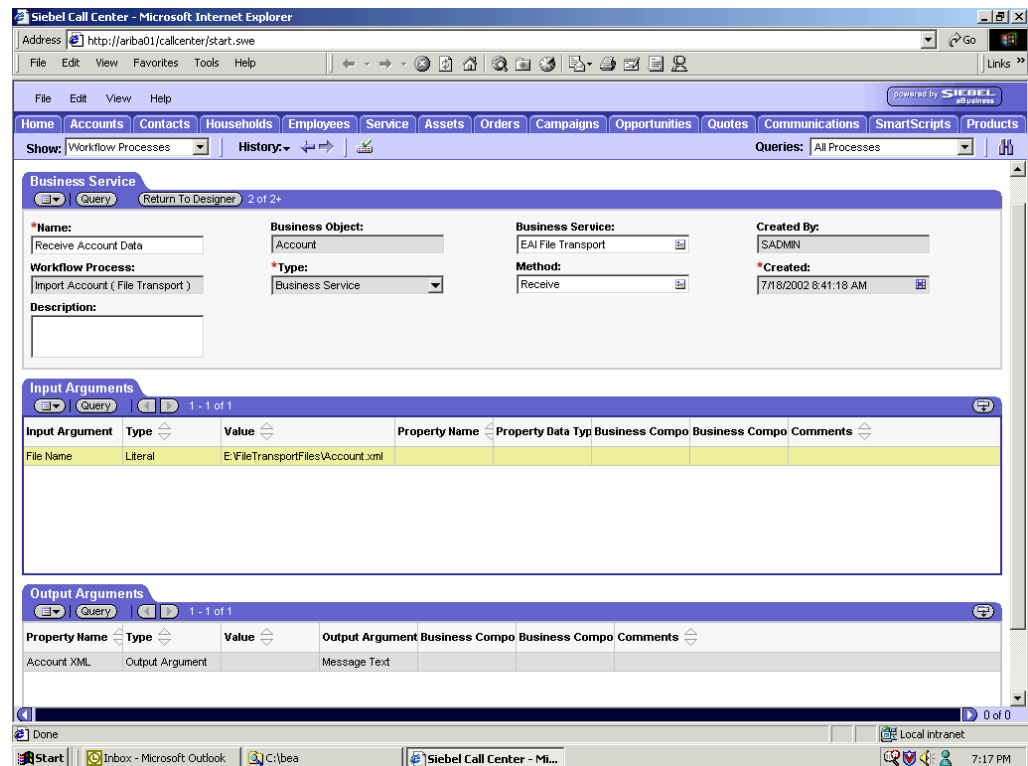 Siebel Call Center - Microsoft Internet Explorer
Address http://ariba01/callcenter/start.swe Go
File Edit View Favorites Tools Help Links »
File Edit View Help powered by SIEBEL eBusiness
Home Accounts Contacts Households Employees Service Assets Orders Campaigns Opportunities Quotes Communications SmartScripts Products
Show: Workflow Processes History: Queries: All Processes
Business Service
Query Return To Designer 2 of 2+
*Name: Business Object: Business Service: Created By:
Receive Account Data Account EAI File Transport SADMIN
Workflow Process: *Type: Method: *Created:
Import Account ( File Transport ) Business Service Receive 7/18/2002 8:41:18 AM
Description:
Input Arguments
Query 1 - 1 of 1
Input Argument Type Value Property Name Property Data Typ Business Compo Business Compo Comments
File Name Literal E:\FileTransportFiles\Account.xml
Output Arguments
Query 1 - 1 of 1
Property Name Type Value Output Argument Business Compo Business Compo Comments
Account XML Output Argument Message Text
0 of 0
Done Local intranet
Start Inbox - Microsoft Outlook C:\bea Siebel Call Center - Mi... 7:17 PM